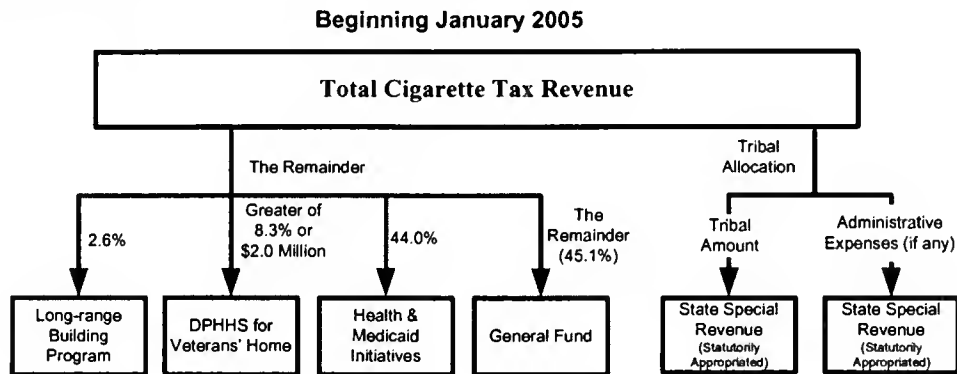 Beginning January 2005
Total Cigarette Tax Revenue
The Remainder
Tribal
Allocation
2.6%
Greater of
8.3% or
$2.0 Million
44.0%
The
Remainder
(45.1%)
Tribal
Amount
Administrative
Expenses (if any)
Long-range
Building
Program
DPHHS for
Veterans' Home
Health &
Medicaid
Initiatives
General Fund
State Special
Revenue
(Statutorily
Appropriated)
State Special
Revenue
(Statutorily
Appropriated)